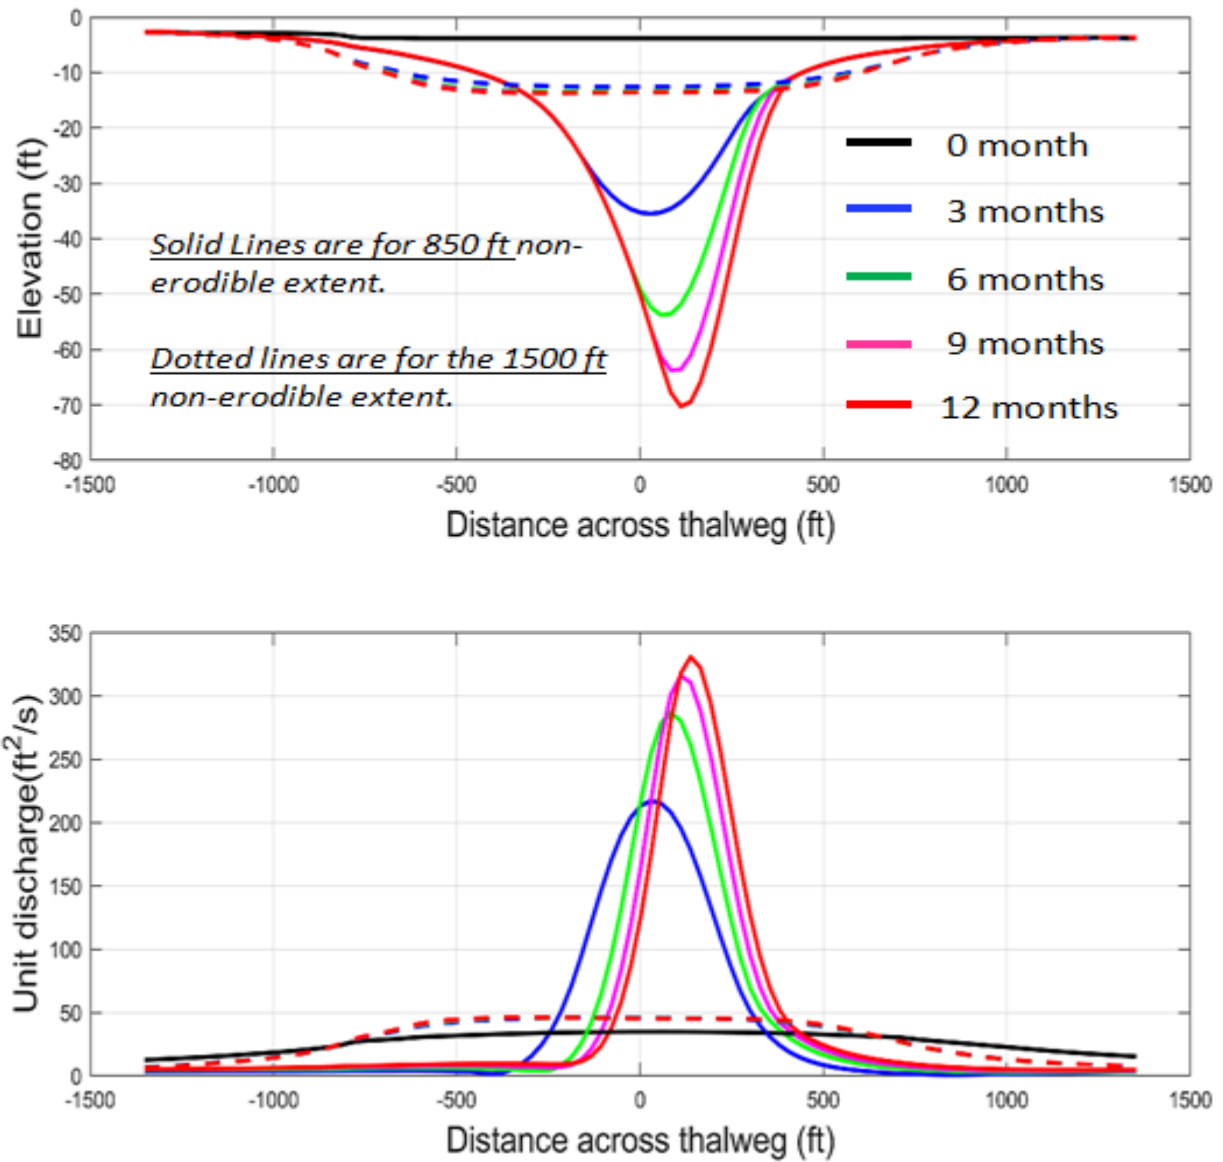 0
-10
-20
-30
-40
-50
-60
-70
-80
Elevation (ft)
Solid Lines are for 850 ft non-
erodible extent.
Dotted lines are for the 1500 ft
non-erodible extent.
0 month
3 months
6 months
9 months
12 months
-1500 -1000 -500 0 500 1000 1500
Distance across thalweg (ft)
350
300
250
200
150
100
50
0
Unit discharge(ft²/s)
-1500 -1000 -500 0 500 1000 1500
Distance across thalweg (ft)